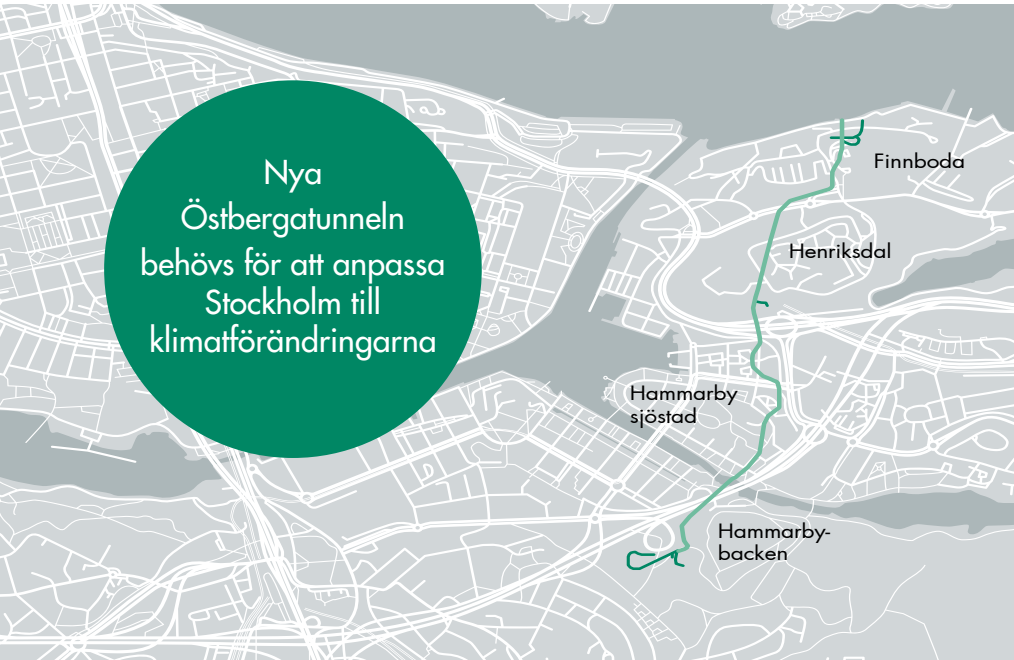 Nya
Östbergatunneln
behövs för att anpassa
Stockholm till
klimatförändringarna
Finnboda
Henriksdal
Hammarby
sjöstad
Hammarby-
backen